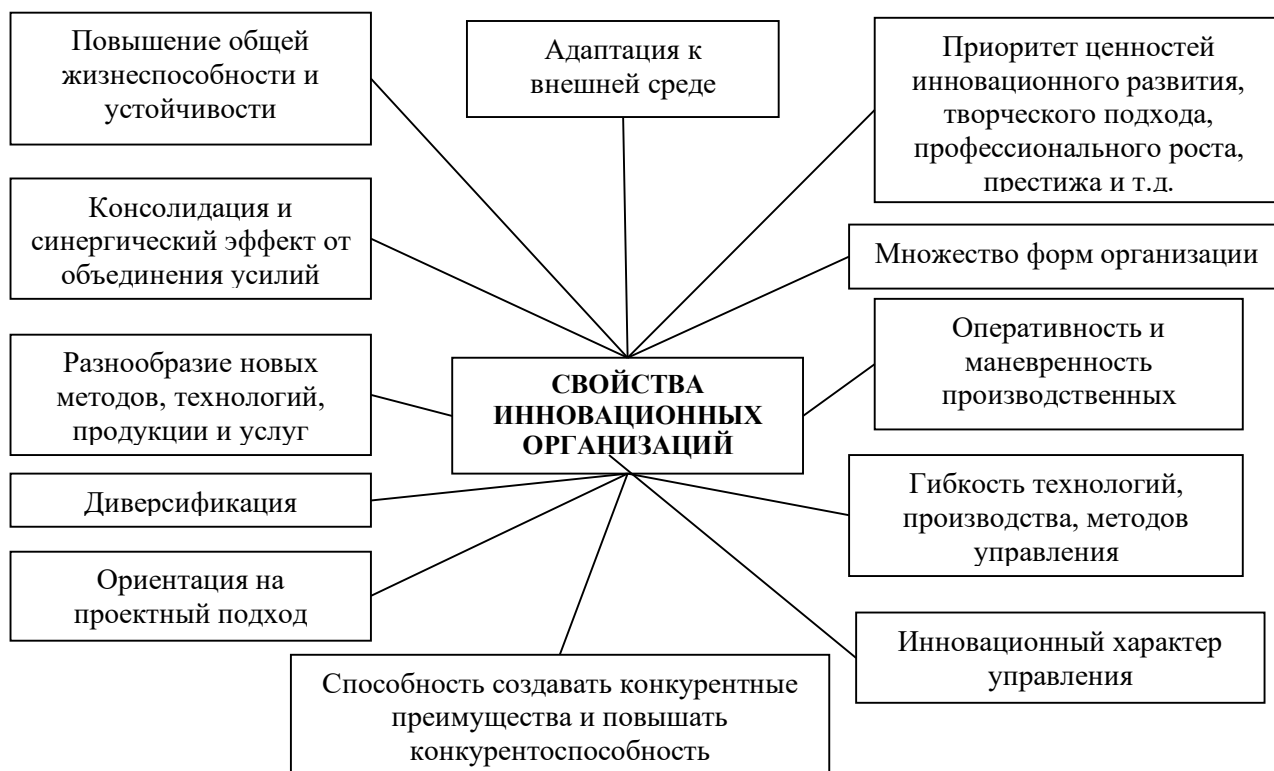 Повышение общей
жизнеспособности и
устойчивости
Адаптация к
внешней среде
Приоритет ценностей
инновационного развития,
творческого подхода,
профессионального роста,
престижа и т.д.
Консолидация и
синергический эффект от
объединения усилий
Множество форм организации
Разнообразие новых
методов, технологий,
продукции и услуг
СВОЙСТВА
ИННОВАЦИОННЫХ
ОРГАНИЗАЦИЙ
Оперативность и
маневренность
производственных
Диверсификация
Гибкость технологий,
производства, методов
управления
Ориентация на
проектный подход
Инновационный характер
управления
Способность создавать конкурентные
преимущества и повышать
конкурентоспособность